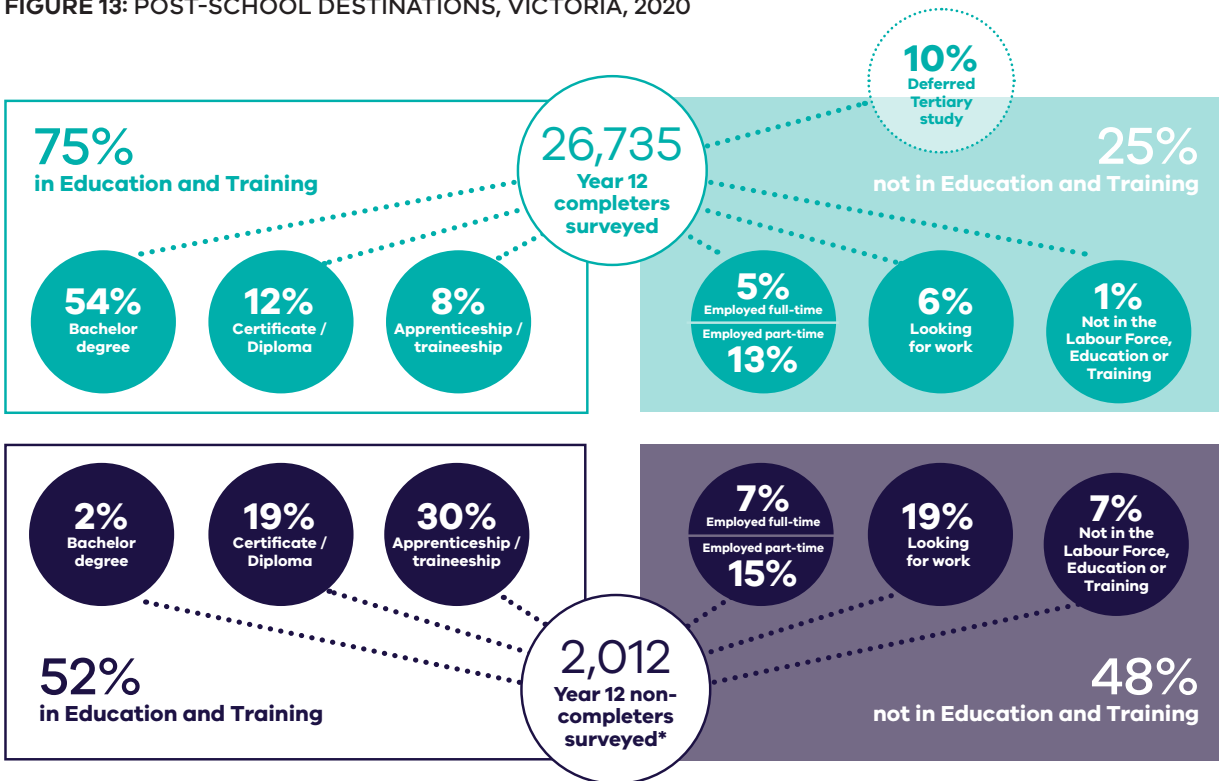 FIGURE 13: POST-SCHOOL DESTINATIONS, VICTORIA, 2020
75%
in Education and Training
26,735
Year 12
completers
surveyed
10%
Deferred
Tertiary
study
25%
not in Education and Training
54%
Bachelor
degree
12%
Certificate /
Diploma
8%
Apprenticeship /
traineeship
5%
Employed full-time
Employed part-time
13%
6%
Looking
for work
1%
Not in the
Labour Force,
Education or
Training
2%
Bachelor
degree
19%
Certificate /
Diploma
30%
Apprenticeship /
traineeship
7%
Employed full-time
Employed part-time
15%
19%
Looking
for work
7%
Not in the
Labour Force,
Education or
Training
52%
in Education and Training
2,012
Year 12 non-
completers
surveyed*
48%
not in Education and Training